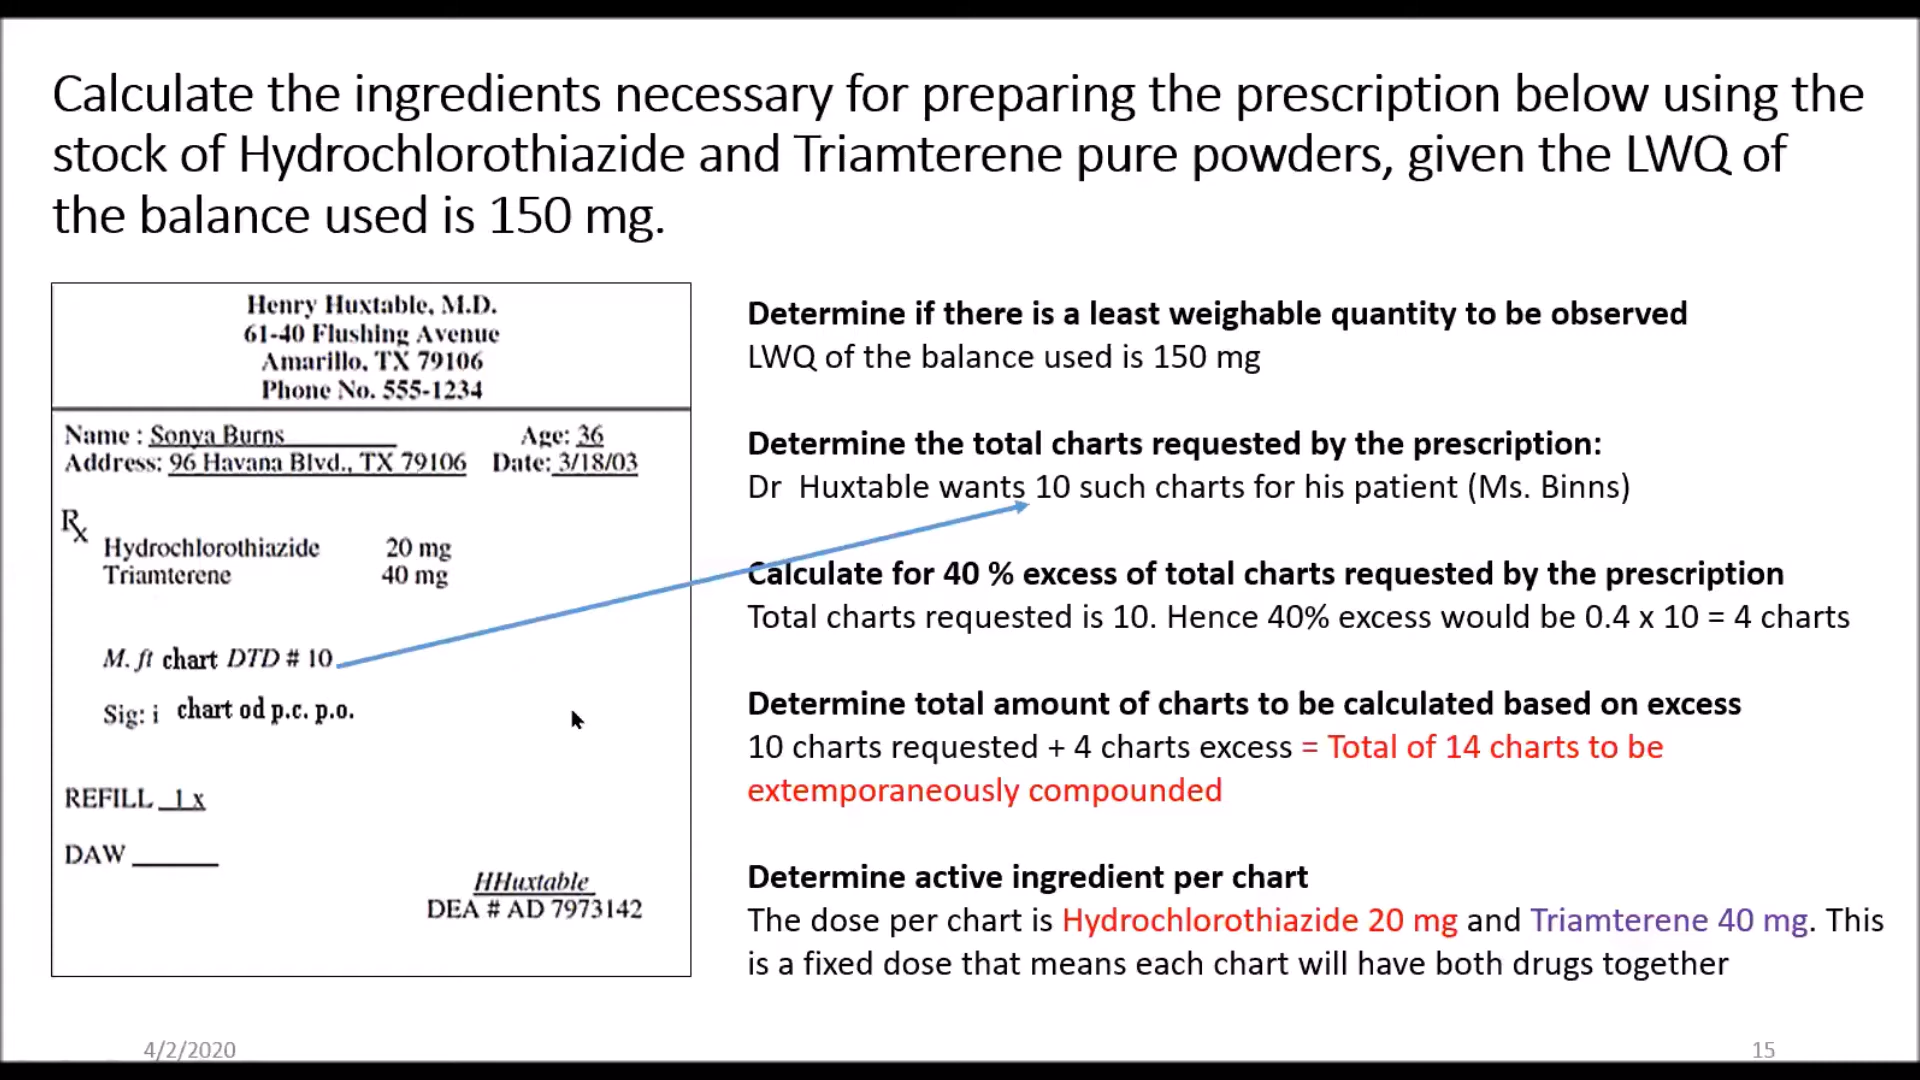 Calculate the ingredients necessary for preparing the prescription below using the
stock of Hydrochlorothiazide and Triamterene pure powders, given the LWQ of
the balance used is 150 mg.
Henry Huxtable, M.D.
61-40 Flushing Avenue
Amarillo, TX 79106
Phone No. 555-1234
Name : Sonya Burns Age: 36
Address: 96 Havana Blvd., TX 79106 Date: 3/18/03
Rx
Hydrochlorothiazide 20 mg
Triamterene 40 mg
M. ft chart DTD # 10
Sig: i chart od p.c. p.o.
REFILL 1 x
DAW
HHuxtable
DEA # AD 7973142
Determine if there is a least weighable quantity to be observed
LWQ of the balance used is 150 mg
Determine the total charts requested by the prescription:
Dr Huxtable wants 10 such charts for his patient (Ms. Binns)
Calculate for 40 % excess of total charts requested by the prescription
Total charts requested is 10. Hence 40% excess would be 0.4 x 10 = 4 charts
Determine total amount of charts to be calculated based on excess
10 charts requested + 4 charts excess = Total of 14 charts to be
extemporaneously compounded
Determine active ingredient per chart
The dose per chart is Hydrochlorothiazide 20 mg and Triamterene 40 mg. This
is a fixed dose that means each chart will have both drugs together
4/2/2020
15